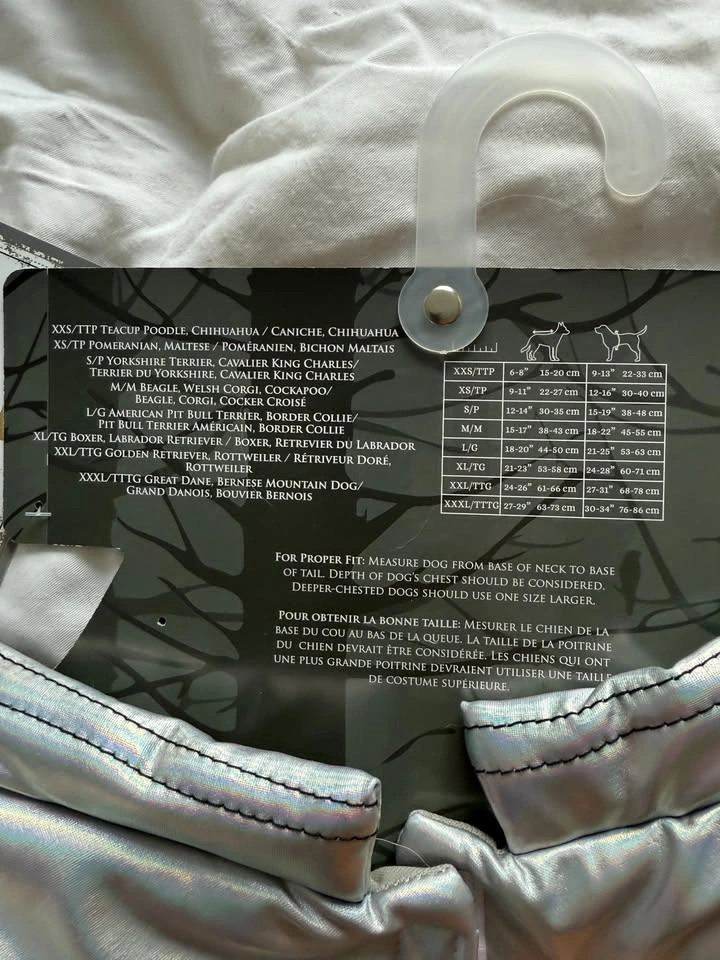 XXS/TTP Teacup Poodle, Chihuahua / Caniche, Chihuahua
XS/TP Pomeranian, Maltese / Poméranien, Bichon Maltais
S/P Yorkshire Terrier, Cavalier King Charles/
Terrier du Yorkshire, Cavalier King Charles
M/M Beagle, Welsh Corgi, Cockapoo/
Beagle, Corgi, Cocker Croisé
L/G American Pit Bull Terrier, Border Collie/
Pit Bull Terrier Américain, Border Collie
XL/TG Boxer, Labrador Retriever / Boxer, Retrevier du Labrador
XXL/TTG Golden Retriever, Rottweiler / Rétriveur Doré,
Rottweiler
XXXL/TTTG Great Dane, Bernese Mountain Dog/
Grand Danois, Bouvier Bernois
XXS/TTP 6-8" 15-20 cm 9-13" 22-33 cm
XS/TP 9-11" 22-27 cm 12-16" 30-40 cm
S/P 12-14" 30-35 cm 15-19" 38-48 cm
M/M 15-17" 38-43 cm 18-22" 45-55 cm
L/G 18-20" 44-50 cm 21-25" 53-63 cm
XL/TG 21-23" 53-58 cm 24-28" 60-71 cm
XXL/TTG 24-26" 61-66 cm 27-31" 68-78 cm
XXXL/TTTG 27-29" 63-73 cm 30-34" 76-86 cm
For Proper Fit: Measure dog from base of neck to base
of tail. Depth of dog's chest should be considered.
Deeper-chested dogs should use one size larger.
Pour obtenir la bonne taille: Mesurer le chien de la
base du cou au bas de la queue. La taille de la poitrine
du chien devrait être considérée. Les chiens qui ont
une plus grande poitrine devraient utiliser une taille
de costume supérieure.